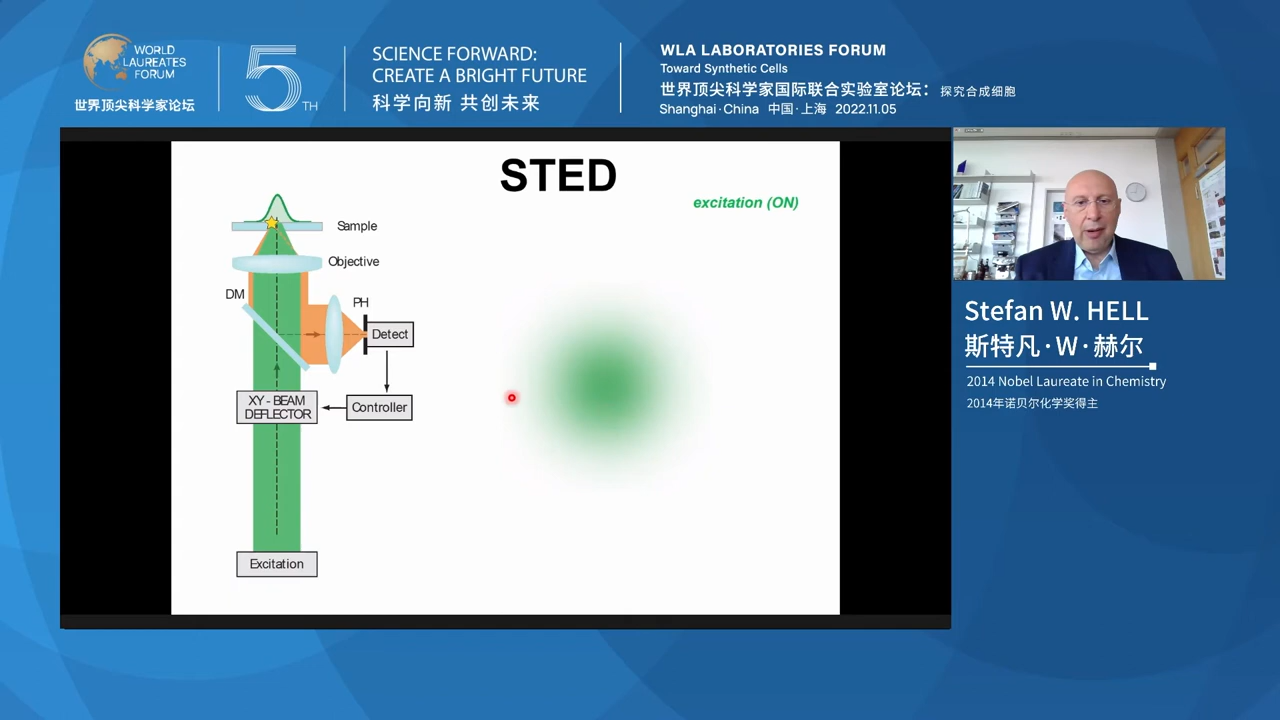 WORLD
LAUREATES
FORUM
世界顶尖科学家论坛
5TH
SCIENCE FORWARD:
CREATE A BRIGHT FUTURE
科学向新 共创未来
WLA LABORATORIES FORUM
Toward Synthetic Cells
世界顶尖科学家国际联合实验室论坛：探究合成细胞
Shanghai·China 中国·上海 2022.11.05
STED
excitation (ON)
Sample
Objective
DM
PH
Detect
XY - BEAM
DEFLECTOR
Controller
Excitation
Stefan W. HELL
斯特凡·W·赫尔
2014 Nobel Laureate in Chemistry
2014年诺贝尔化学奖得主